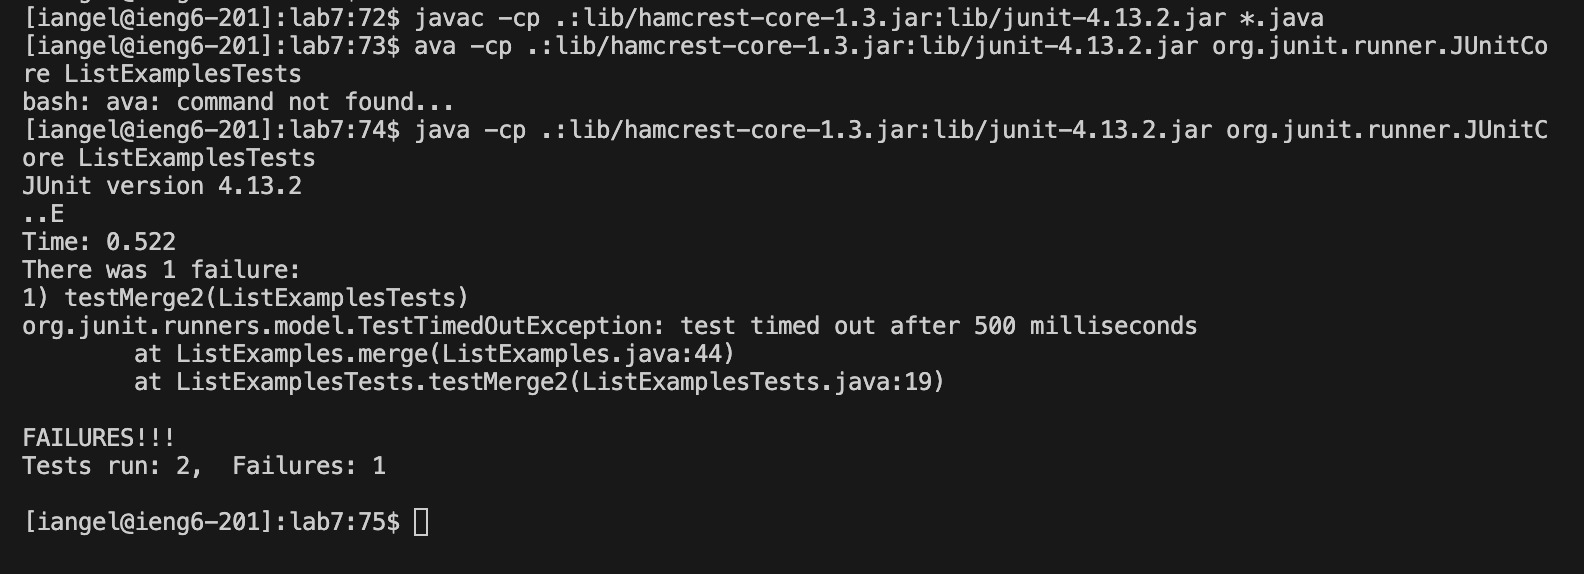 [iangel@ieng6-201]:lab7:72$ javac -cp .:lib/hamcrest-core-1.3.jar:lib/junit-4.13.2.jar *.java
[iangel@ieng6-201]:lab7:73$ ava -cp .:lib/hamcrest-core-1.3.jar:lib/junit-4.13.2.jar org.junit.runner.JUnitCo
re ListExamplesTests
bash: ava: command not found...
[iangel@ieng6-201]:lab7:74$ java -cp .:lib/hamcrest-core-1.3.jar:lib/junit-4.13.2.jar org.junit.runner.JUnitC
ore ListExamplesTests
JUnit version 4.13.2
..E
Time: 0.522
There was 1 failure:
1) testMerge2(ListExamplesTests)
org.junit.runners.model.TestTimedOutException: test timed out after 500 milliseconds
        at ListExamples.merge(ListExamples.java:44)
        at ListExamplesTests.testMerge2(ListExamplesTests.java:19)

FAILURES!!!
Tests run: 2,  Failures: 1

[iangel@ieng6-201]:lab7:75$